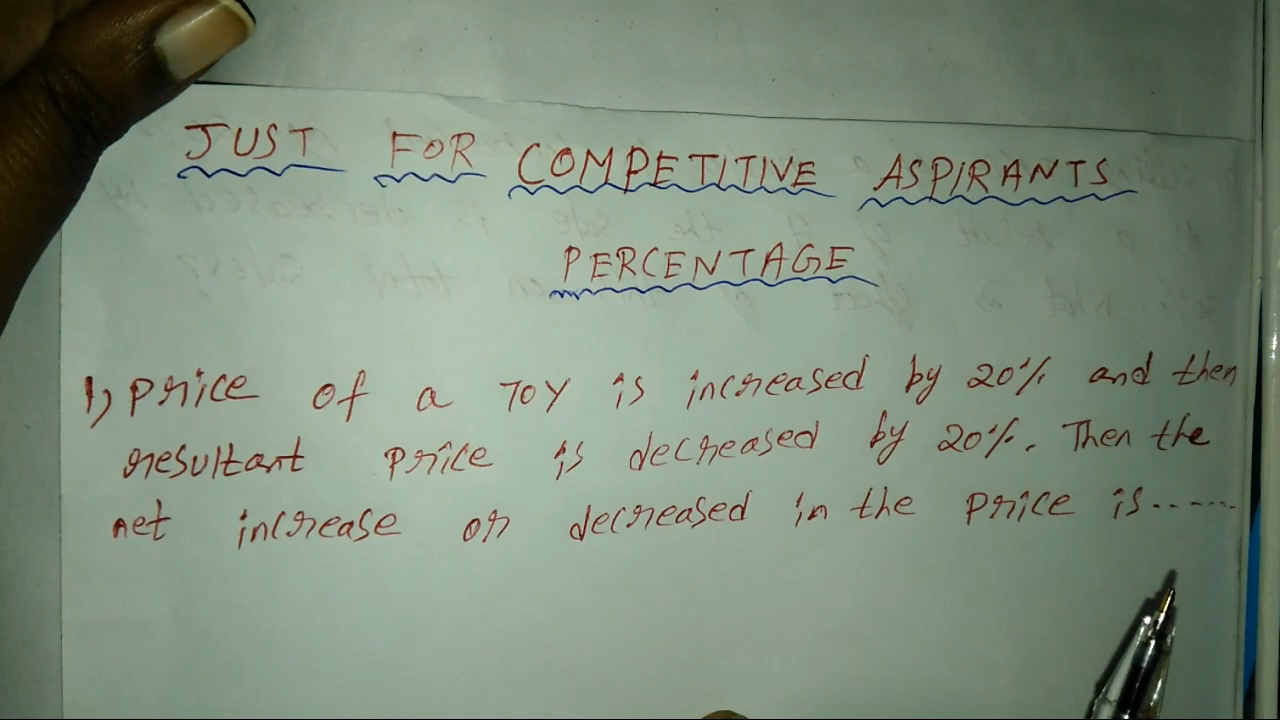 JUST FOR COMPETITIVE ASPIRANTS
PERCENTAGE
1) Price of a TOY is increased by 20% and then
resultant price is decreased by 20%. Then the
net increase or decreased in the price is......